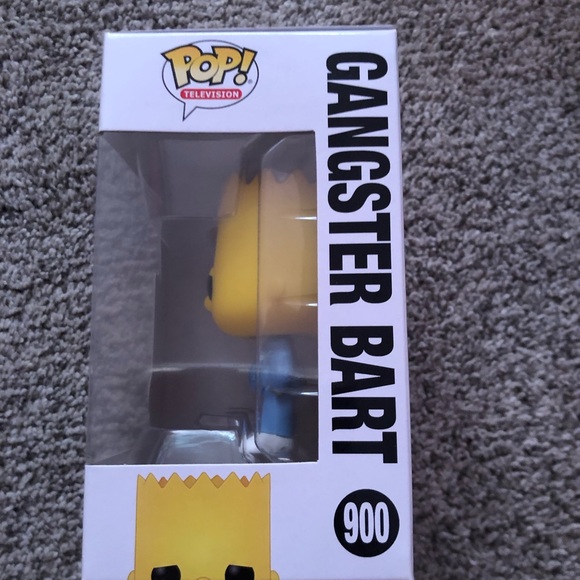 POP!
TELEVISION
GANGSTER BART
900